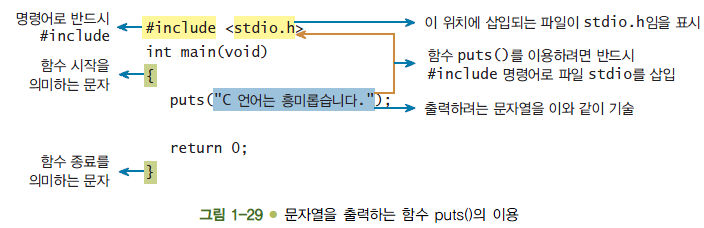 명령어로 반드시
#include
#include <stdio.h>
이 위치에 삽입되는 파일이 stdio.h임을 표시
int main(void)
함수 시작을
의미하는 문자
{
함수 puts()를 이용하려면 반드시
#include 명령어로 파일 stdio를 삽입
puts("C 언어는 흥미롭습니다.");
출력하려는 문자열을 이와 같이 기술
return 0;
함수 종료를
의미하는 문자
}
그림 1-29 ● 문자열을 출력하는 함수 puts()의 이용